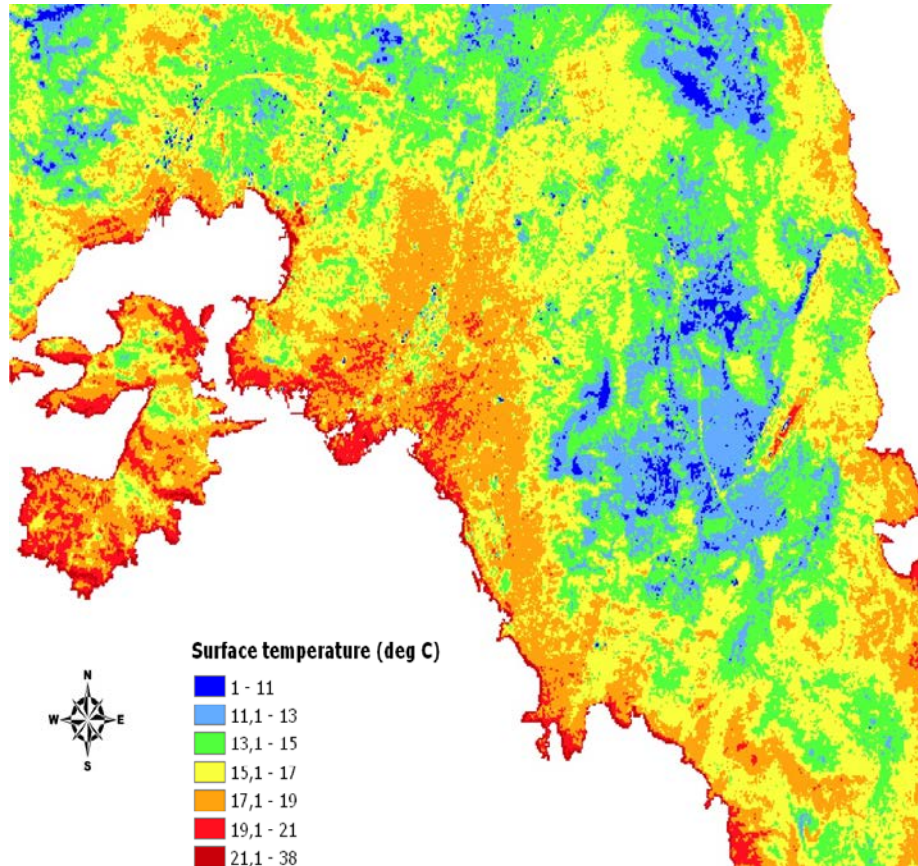 Surface temperature (deg C)
1 - 11
11,1 - 13
13,1 - 15
15,1 - 17
17,1 - 19
19,1 - 21
21,1 - 38
N
W E
S